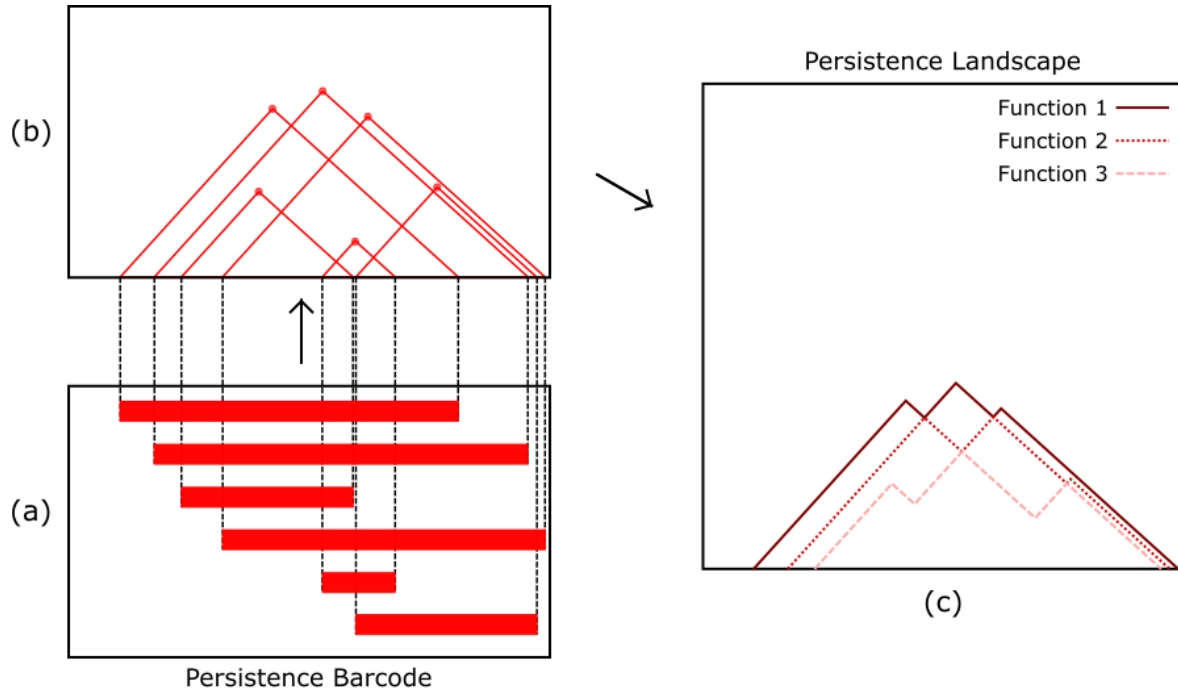 (b)
(a)
Persistence Barcode
Persistence Landscape
Function 1
Function 2
Function 3
(c)